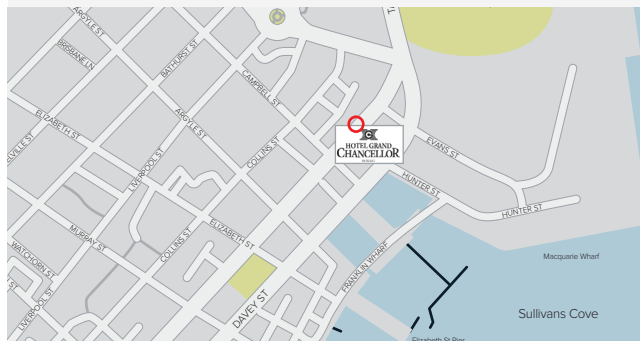 ARGYLE ST
BRISBANE LN
BATHURST ST
CAMPBELL ST
ELIZABETH ST
ARGYLE ST
COLLINS ST
HOTEL GRAND
CHANCELLOR
HOBART
EVANS ST
LIVERPOOL ST
HUNTER ST
HUNTER ST
MURRAY ST
COLLINS ST
ELIZABETH ST
WATCHORN ST
FRANKLIN WHARF
Macquarie Wharf
LIVERPOOL ST
DAVEY ST
Sullivans Cove
Elizabeth St Pier